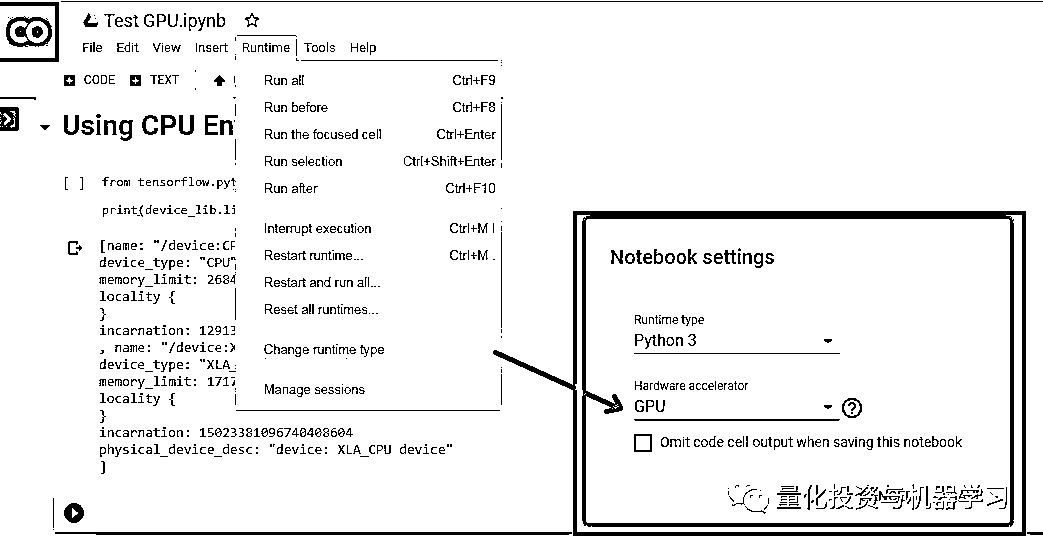 Test GPU.ipynb
File Edit View Insert Runtime Tools Help
CODE TEXT
Run all Ctrl+F9
Run before Ctrl+F8
Run the focused cell Ctrl+Enter
Run selection Ctrl+Shift+Enter
Run after Ctrl+F10
Interrupt execution Ctrl+M I
Restart runtime... Ctrl+M .
Restart and run all...
Reset all runtimes...
Change runtime type
Manage sessions
Using CPU En
[ ] from tensorflow.pyt
print(device_lib.li
[name: "/device:CP
device_type: "CPU"
memory_limit: 2684
locality {
}
incarnation: 12913
, name: "/device:X
device_type: "XLA_
memory_limit: 1717
locality {
}
incarnation: 15023381096740408604
physical_device_desc: "device: XLA_CPU device"
]
Notebook settings
Runtime type
Python 3
Hardware accelerator
GPU
Omit code cell output when saving this notebook
量化投资与机器学习